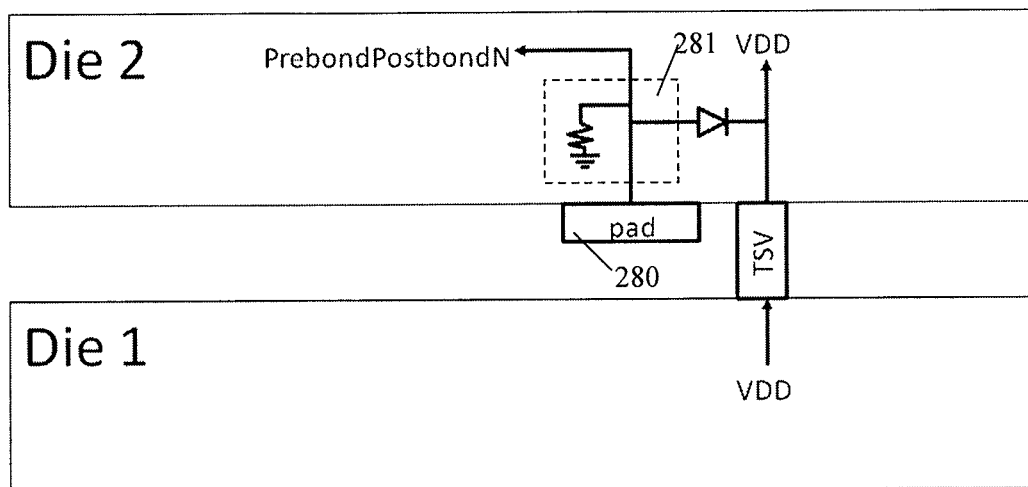 Die 2
PrebondPostbondN
281
VDD
pad
280
TSV
Die 1
VDD